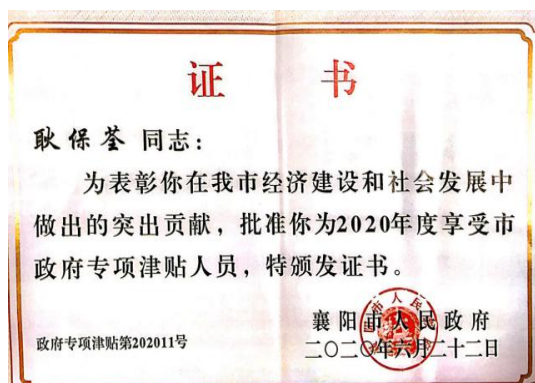 证 书
耿保荃 同志：
为表彰你在我市经济建设和社会发展中
做出的突出贡献，批准你为2020年度享受市
政府专项津贴人员，特颁发证书。
襄阳市人民政府
政府专项津贴第202011号
二〇二〇年六月二十二日